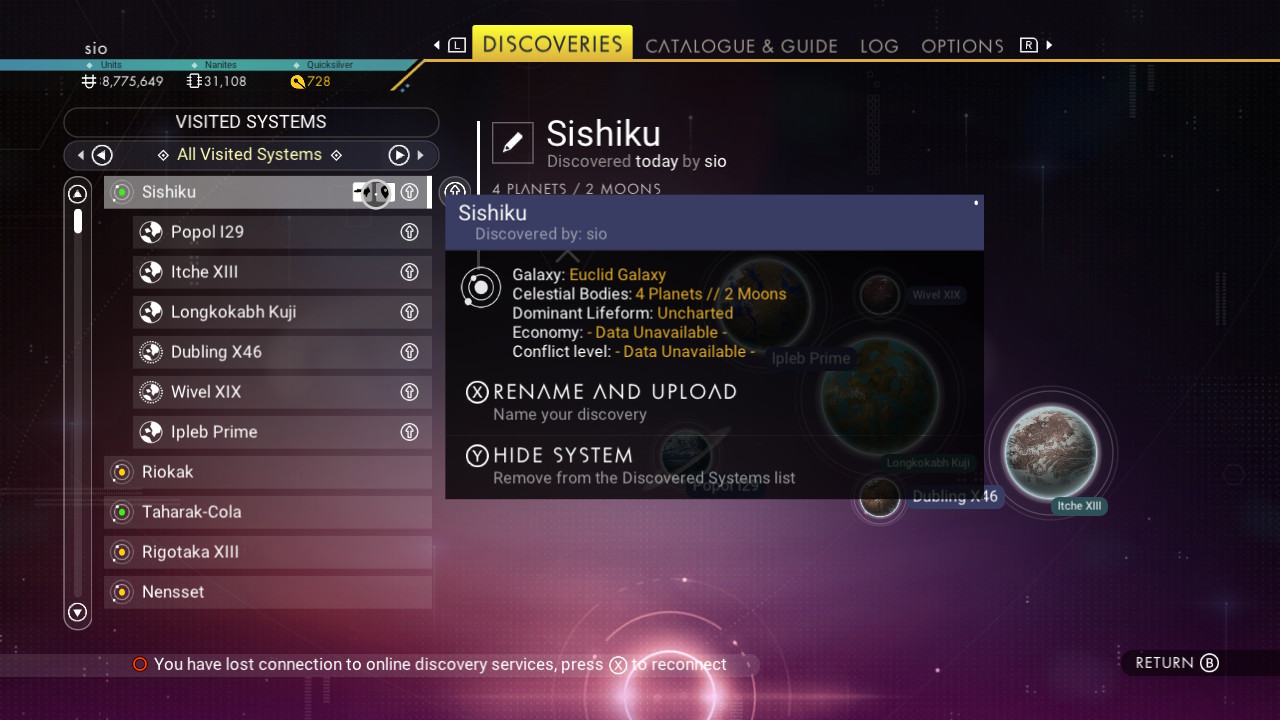 sio
Units
Nanites
Quicksilver
8,775,649
31,108
728
L
DISCOVERIES
CATALOGUE & GUIDE
LOG
OPTIONS
R
VISITED SYSTEMS
All Visited Systems
Sishiku
Popol I29
Itche XIII
Longkokabh Kuji
Dubling X46
Wivel XIX
Ipleb Prime
Riokak
Taharak-Cola
Rigotaka XIII
Nensset
Sishiku
Discovered today by sio
4 PLANETS / 2 MOONS
Sishiku
Discovered by: sio
Galaxy: Euclid Galaxy
Celestial Bodies: 4 Planets // 2 Moons
Dominant Lifeform: Uncharted
Economy: - Data Unavailable -
Conflict level: - Data Unavailable -
X RENAME AND UPLOAD
Name your discovery
Y HIDE SYSTEM
Remove from the Discovered Systems list
Wivel XIX
Ipleb Prime
Longkokabh Kuji
Popol I29
Dubling X46
Itche XIII
You have lost connection to online discovery services, press X to reconnect
RETURN B